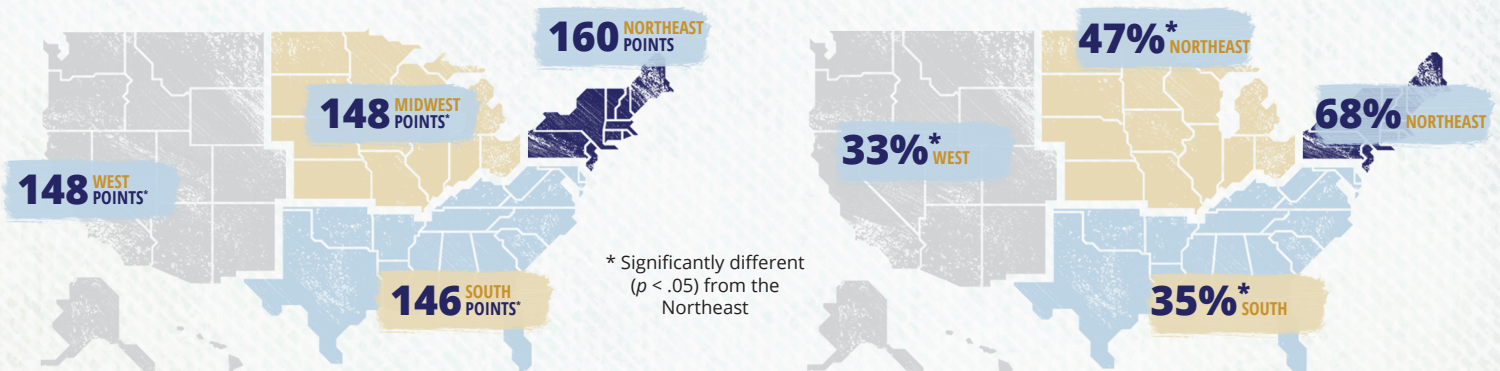 160 NORTHEAST
POINTS
148 MIDWEST
POINTS*
148 WEST
POINTS*
146 SOUTH
POINTS*
* Significantly different
(p < .05) from the
Northeast
47%* NORTHEAST
68% NORTHEAST
33%* WEST
35%* SOUTH